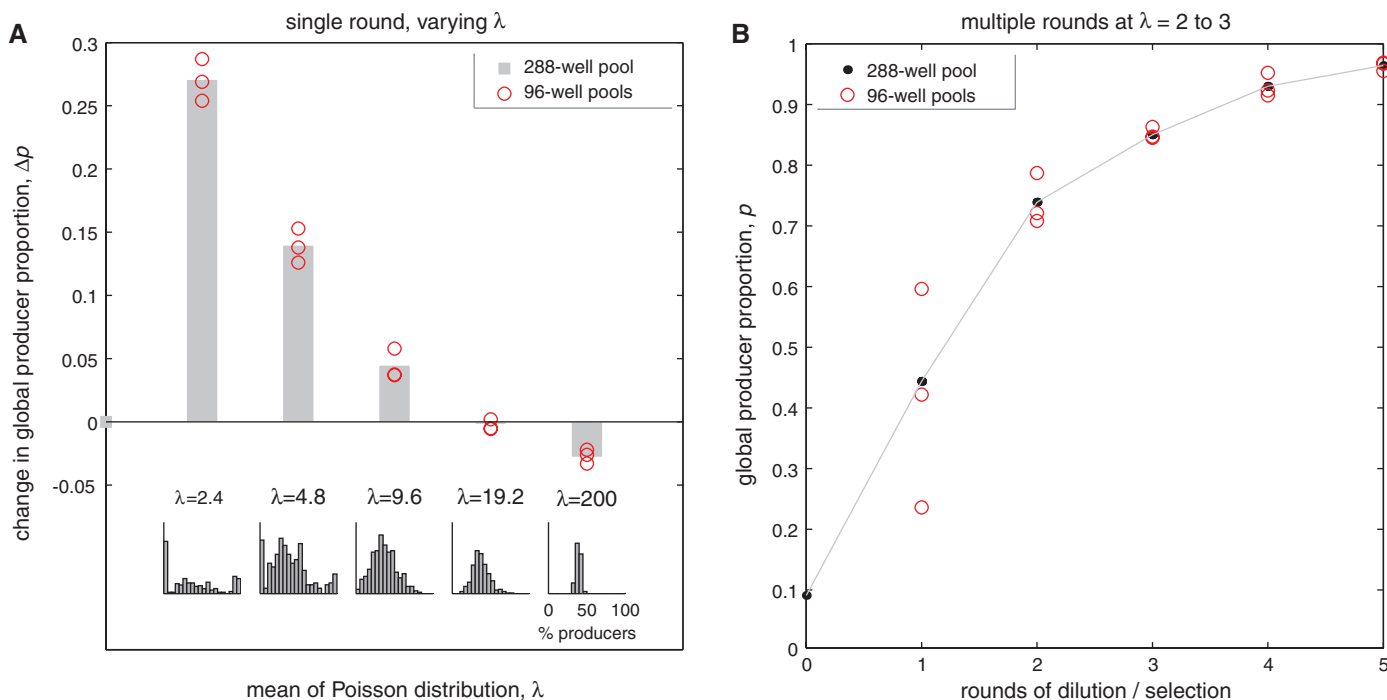 A
single round, varying λ
0.3
0.25
0.2
0.15
0.1
0.05
0
-0.05
change in global producer proportion, Δp
288-well pool
96-well pools
λ=2.4
λ=4.8
λ=9.6
λ=19.2
λ=200
0 50 100
% producers
mean of Poisson distribution, λ
B
multiple rounds at λ = 2 to 3
1
0.9
0.8
0.7
0.6
0.5
0.4
0.3
0.2
0.1
0
global producer proportion, p
288-well pool
96-well pools
0 1 2 3 4 5
rounds of dilution / selection